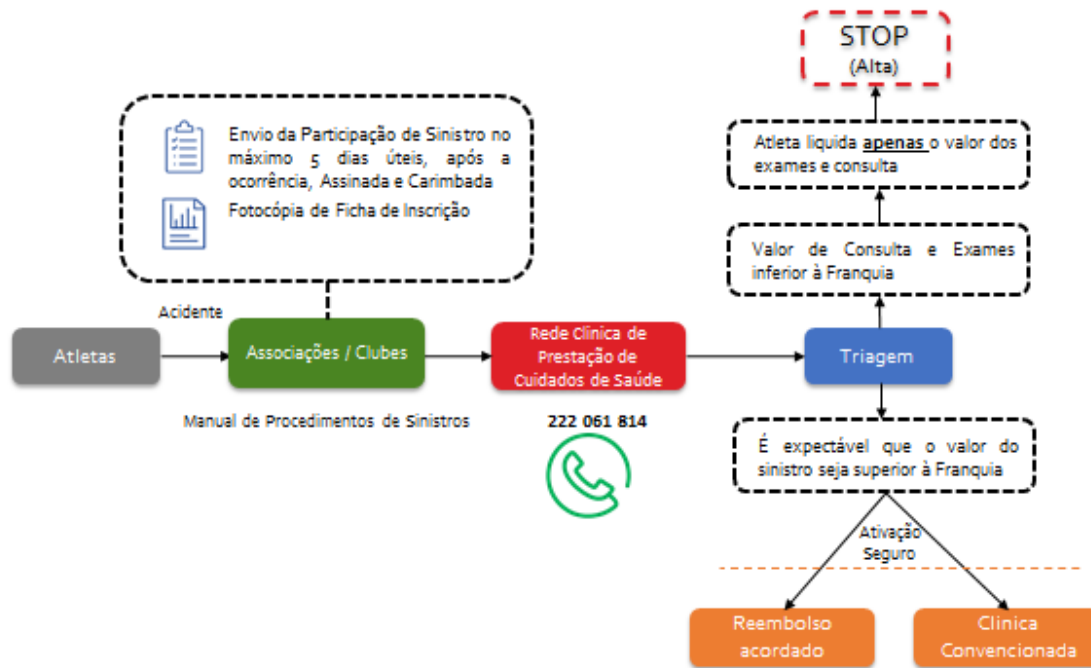 STOP
(Alta)
Envio da Participação de Sinistro no
máximo 5 dias úteis, após a
ocorrência, Assinada e Carimbada
Fotocópia de Ficha de Inscrição
Atleta liquida apenas o valor dos
exames e consulta
Valor de Consulta e Exames
inferior à Franquia
Acidente
Atletas
Associações / Clubes
Rede Clinica de
Prestação de
Cuidados de Saúde
Triagem
Manual de Procedimentos de Sinistros
222 061 814
É expectável que o valor do
sinistro seja superior à Franquia
Ativação
Seguro
Reembolso
acordado
Clinica
Convencionada